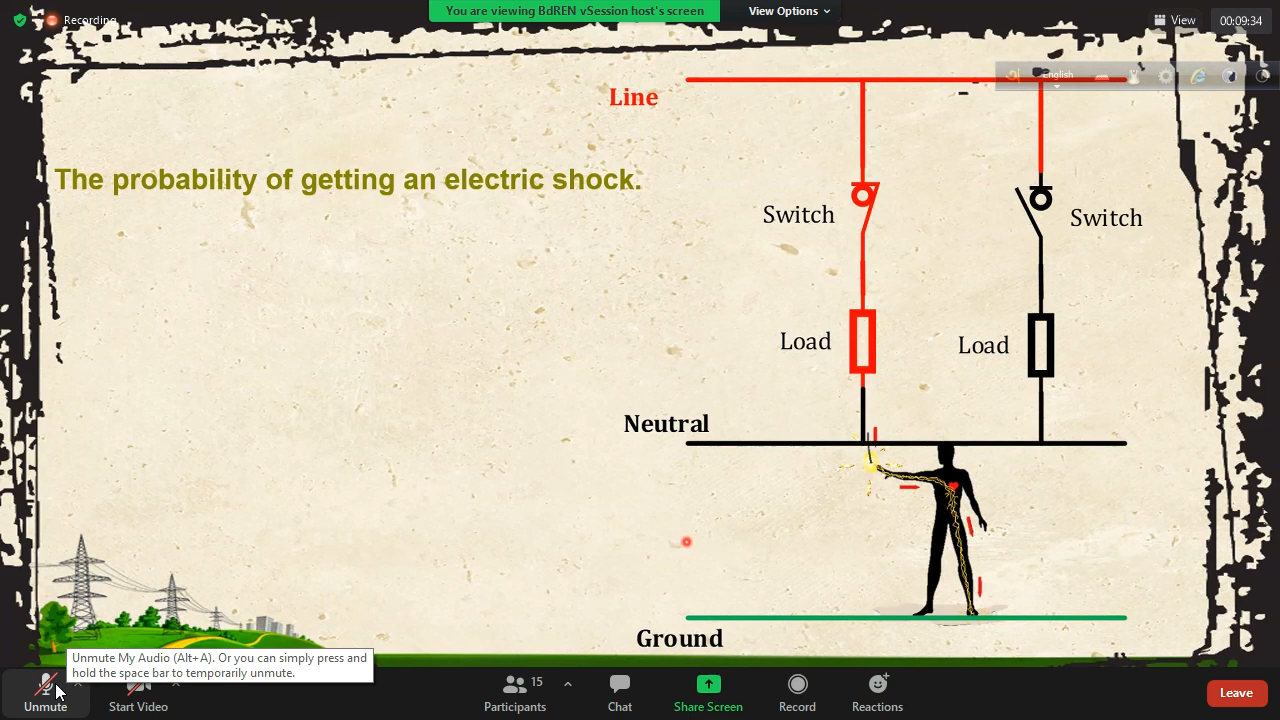 Recording
You are viewing BdREN vSession host's screen
View Options
View
00:09:34
English
Line
The probability of getting an electric shock.
Switch
Switch
Load
Load
Neutral
Ground
Unmute My Audio (Alt+A). Or you can simply press and
hold the space bar to temporarily unmute.
Unmute
Start Video
Participants
15
Chat
Share Screen
Record
Reactions
Leave